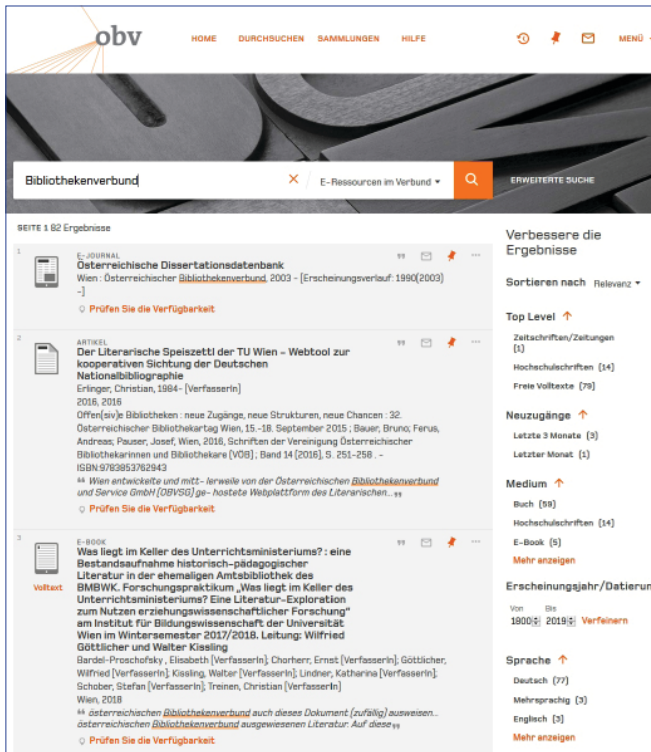 obv
HOME DURCHSUCHEN SAMMLUNGEN HILFE MENÜ
Bibliothekenverbund
E-Ressourcen im Verbund
ERWEITERTE SUCHE
SEITE 1 82 Ergebnisse
1
E-JOURNAL
Österreichische Dissertationsdatenbank
Wien : Österreichischer Bibliothekenverbund, 2003 - [Erscheinungsverlauf: 1990(2003)
-]
Prüfen Sie die Verfügbarkeit
2
ARTIKEL
Der Literarische Speiszettl der TU Wien – Webtool zur
kooperativen Sichtung der Deutschen
Nationalbibliographie
Erlinger, Christian, 1984- [VerfasserIn]
2016, 2016
Offen(siv)e Bibliotheken : neue Zugänge, neue Strukturen, neue Chancen : 32.
Österreichischer Bibliothekartag Wien, 15.-18. September 2015 ; Bauer, Bruno; Ferus,
Andreas; Pauser, Josef, Wien, 2016, Schriften der Vereinigung Österreichischer
Bibliothekarinnen und Bibliothekare (VÖB) ; Band 14 (2016), S. 251-258 . –
ISBN:9783853762943
Wien entwickelte und mitt- lerweile von der Österreichischen Bibliothekenverbund
und Service GmbH (OBVSG) ge- hostete Webplattform des Literarischen...
Prüfen Sie die Verfügbarkeit
3
Volltext
E-BOOK
Was liegt im Keller des Unterrichtsministeriums? : eine
Bestandsaufnahme historisch-pädagogischer
Literatur in der ehemaligen Amtsbibliothek des
BMBWK. Forschungspraktikum „Was liegt im Keller des
Unterrichtsministeriums? Eine Literatur-Exploration
zum Nutzen erziehungswissenschaftlicher Forschung“
am Institut für Bildungswissenschaft der Universität
Wien im Wintersemester 2017/2018. Leitung: Wilfried
Göttlicher und Walter Kissling
Bardel-Proschofsky , Elisabeth [VerfasserIn]; Chorherr, Ernst [VerfasserIn]; Göttlicher,
Wilfried [VerfasserIn]; Kissling, Walter [VerfasserIn]; Lindner, Katharina [VerfasserIn];
Schober, Stefan [VerfasserIn]; Treinen, Christian [VerfasserIn]
Wien, 2018
österreichischen Bibliothekenverbund auch dieses Dokument (zufällig) ausweisen...
österreichischen Bibliothekenverbund ausgewiesenen Literatur. Auf diese
Prüfen Sie die Verfügbarkeit
Verbessere die
Ergebnisse
Sortieren nach Relevanz
Top Level
Zeitschriften/Zeitungen
(1)
Hochschulschriften (14)
Freie Volltexte (79)
Neuzugänge
Letzte 3 Monate (3)
Letzter Monat (1)
Medium
Buch (59)
Hochschulschriften (14)
E-Book (5)
Mehr anzeigen
Erscheinungsjahr/Datierun
Von Bis
1800 2019 Verfeinern
Sprache
Deutsch (77)
Mehrsprachig (3)
Englisch (3)
Mehr anzeigen